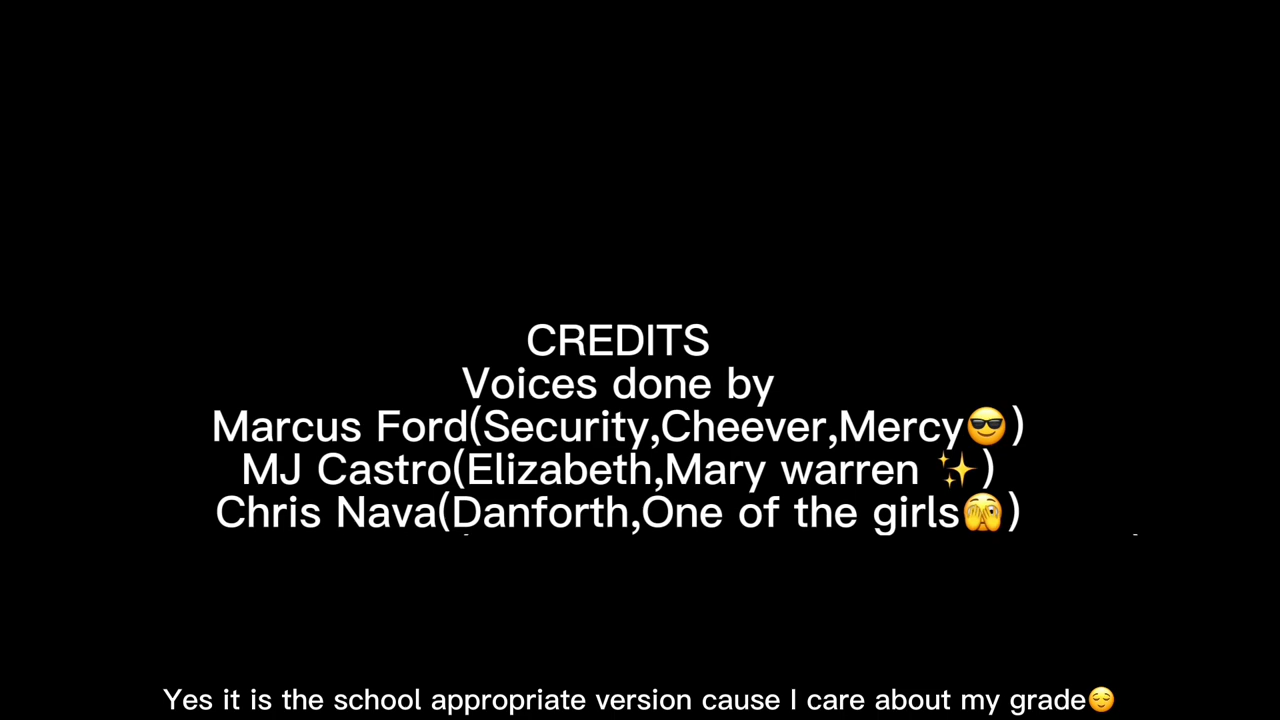 CREDITS
Voices done by
Marcus Ford(Security,Cheever,Mercy😎)
MJ Castro(Elizabeth,Mary warren ✨)
Chris Nava(Danforth,One of the girls🫣)
Yes it is the school appropriate version cause I care about my grade😌